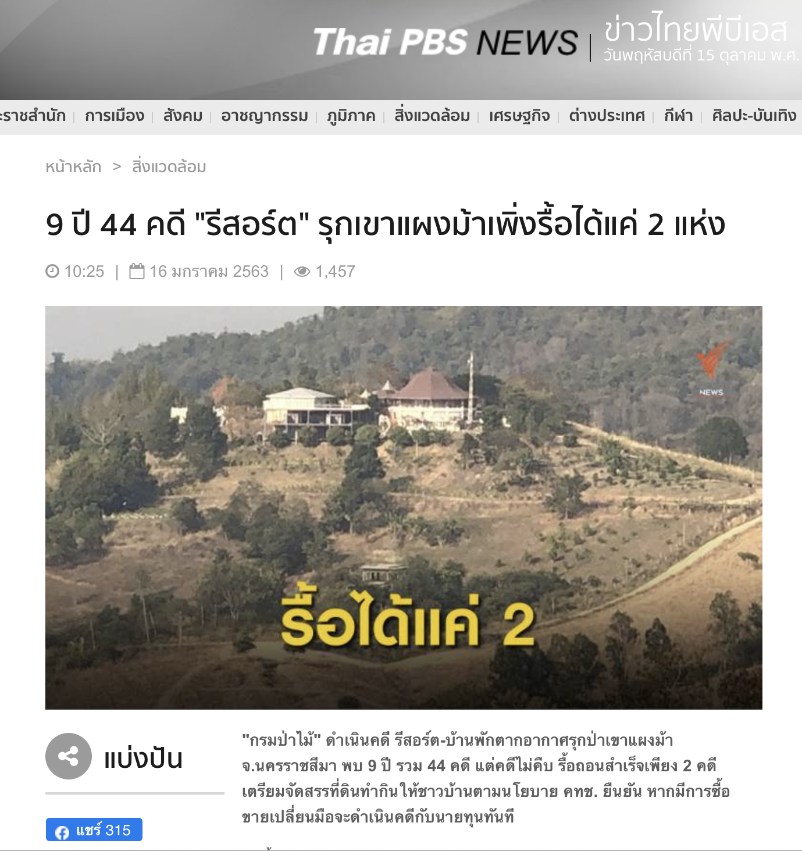 Thai PBS NEWS
ข่าวไทยพีบีเอส
วันพฤหัสบดีที่ 15 ตุลาคม พ.ศ.
ะราชสำนัก | การเมือง | สังคม | อาชญากรรม | ภูมิภาค | สิ่งแวดล้อม | เศรษฐกิจ | ต่างประเทศ | กีฬา | ศิลปะ-บันเทิง
หน้าหลัก > สิ่งแวดล้อม
9 ปี 44 คดี "รีสอร์ต" รุกเขาแผงม้าเพิ่งรื้อได้แค่ 2 แห่ง
10:25 | 16 มกราคม 2563 | 1,457
NEWS
รื้อได้แค่ 2
แบ่งปัน
แชร์ 315
"กรมป่าไม้" ดำเนินคดี รีสอร์ต-บ้านพักตากอากาศรุกป่าเขาแผงม้า
จ.นครราชสีมา พบ 9 ปี รวม 44 คดี แต่คดีไม่คืบ รื้อถอนสำเร็จเพียง 2 คดี
เตรียมจัดสรรที่ดินทำกินให้ชาวบ้านตามนโยบาย คทช. ยืนยัน หากมีการซื้อ
ขายเปลี่ยนมือจะดำเนินคดีกับนายทุนทันที